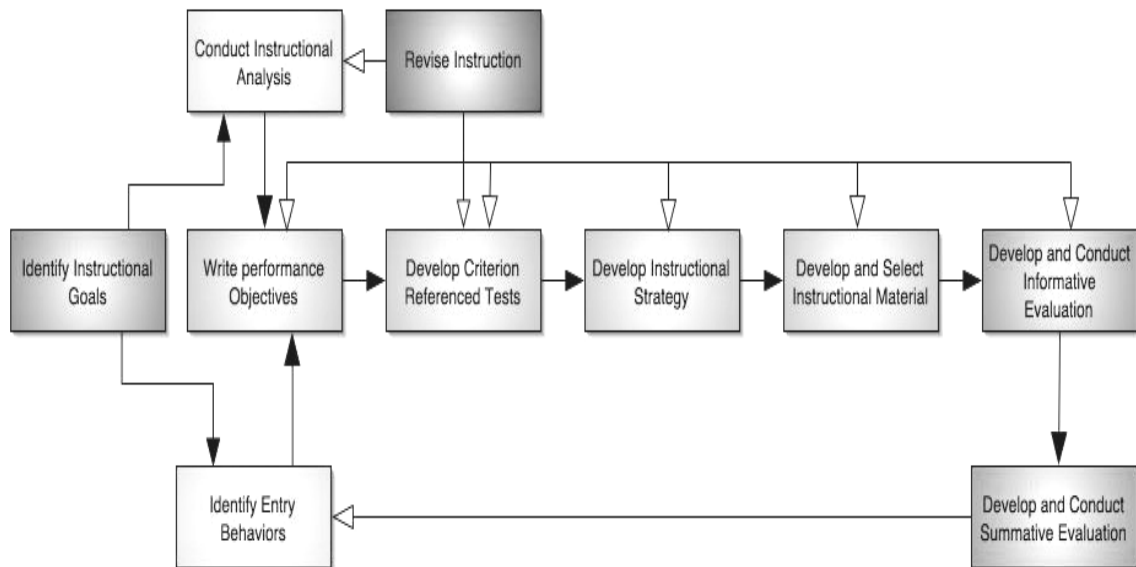 Conduct Instructional
Analysis
Revise Instruction
Identify Instructional
Goals
Write performance
Objectives
Develop Criterion
Referenced Tests
Develop Instructional
Strategy
Develop and Select
Instructional Material
Develop and Conduct
Informative
Evaluation
Identify Entry
Behaviors
Develop and Conduct
Summative Evaluation